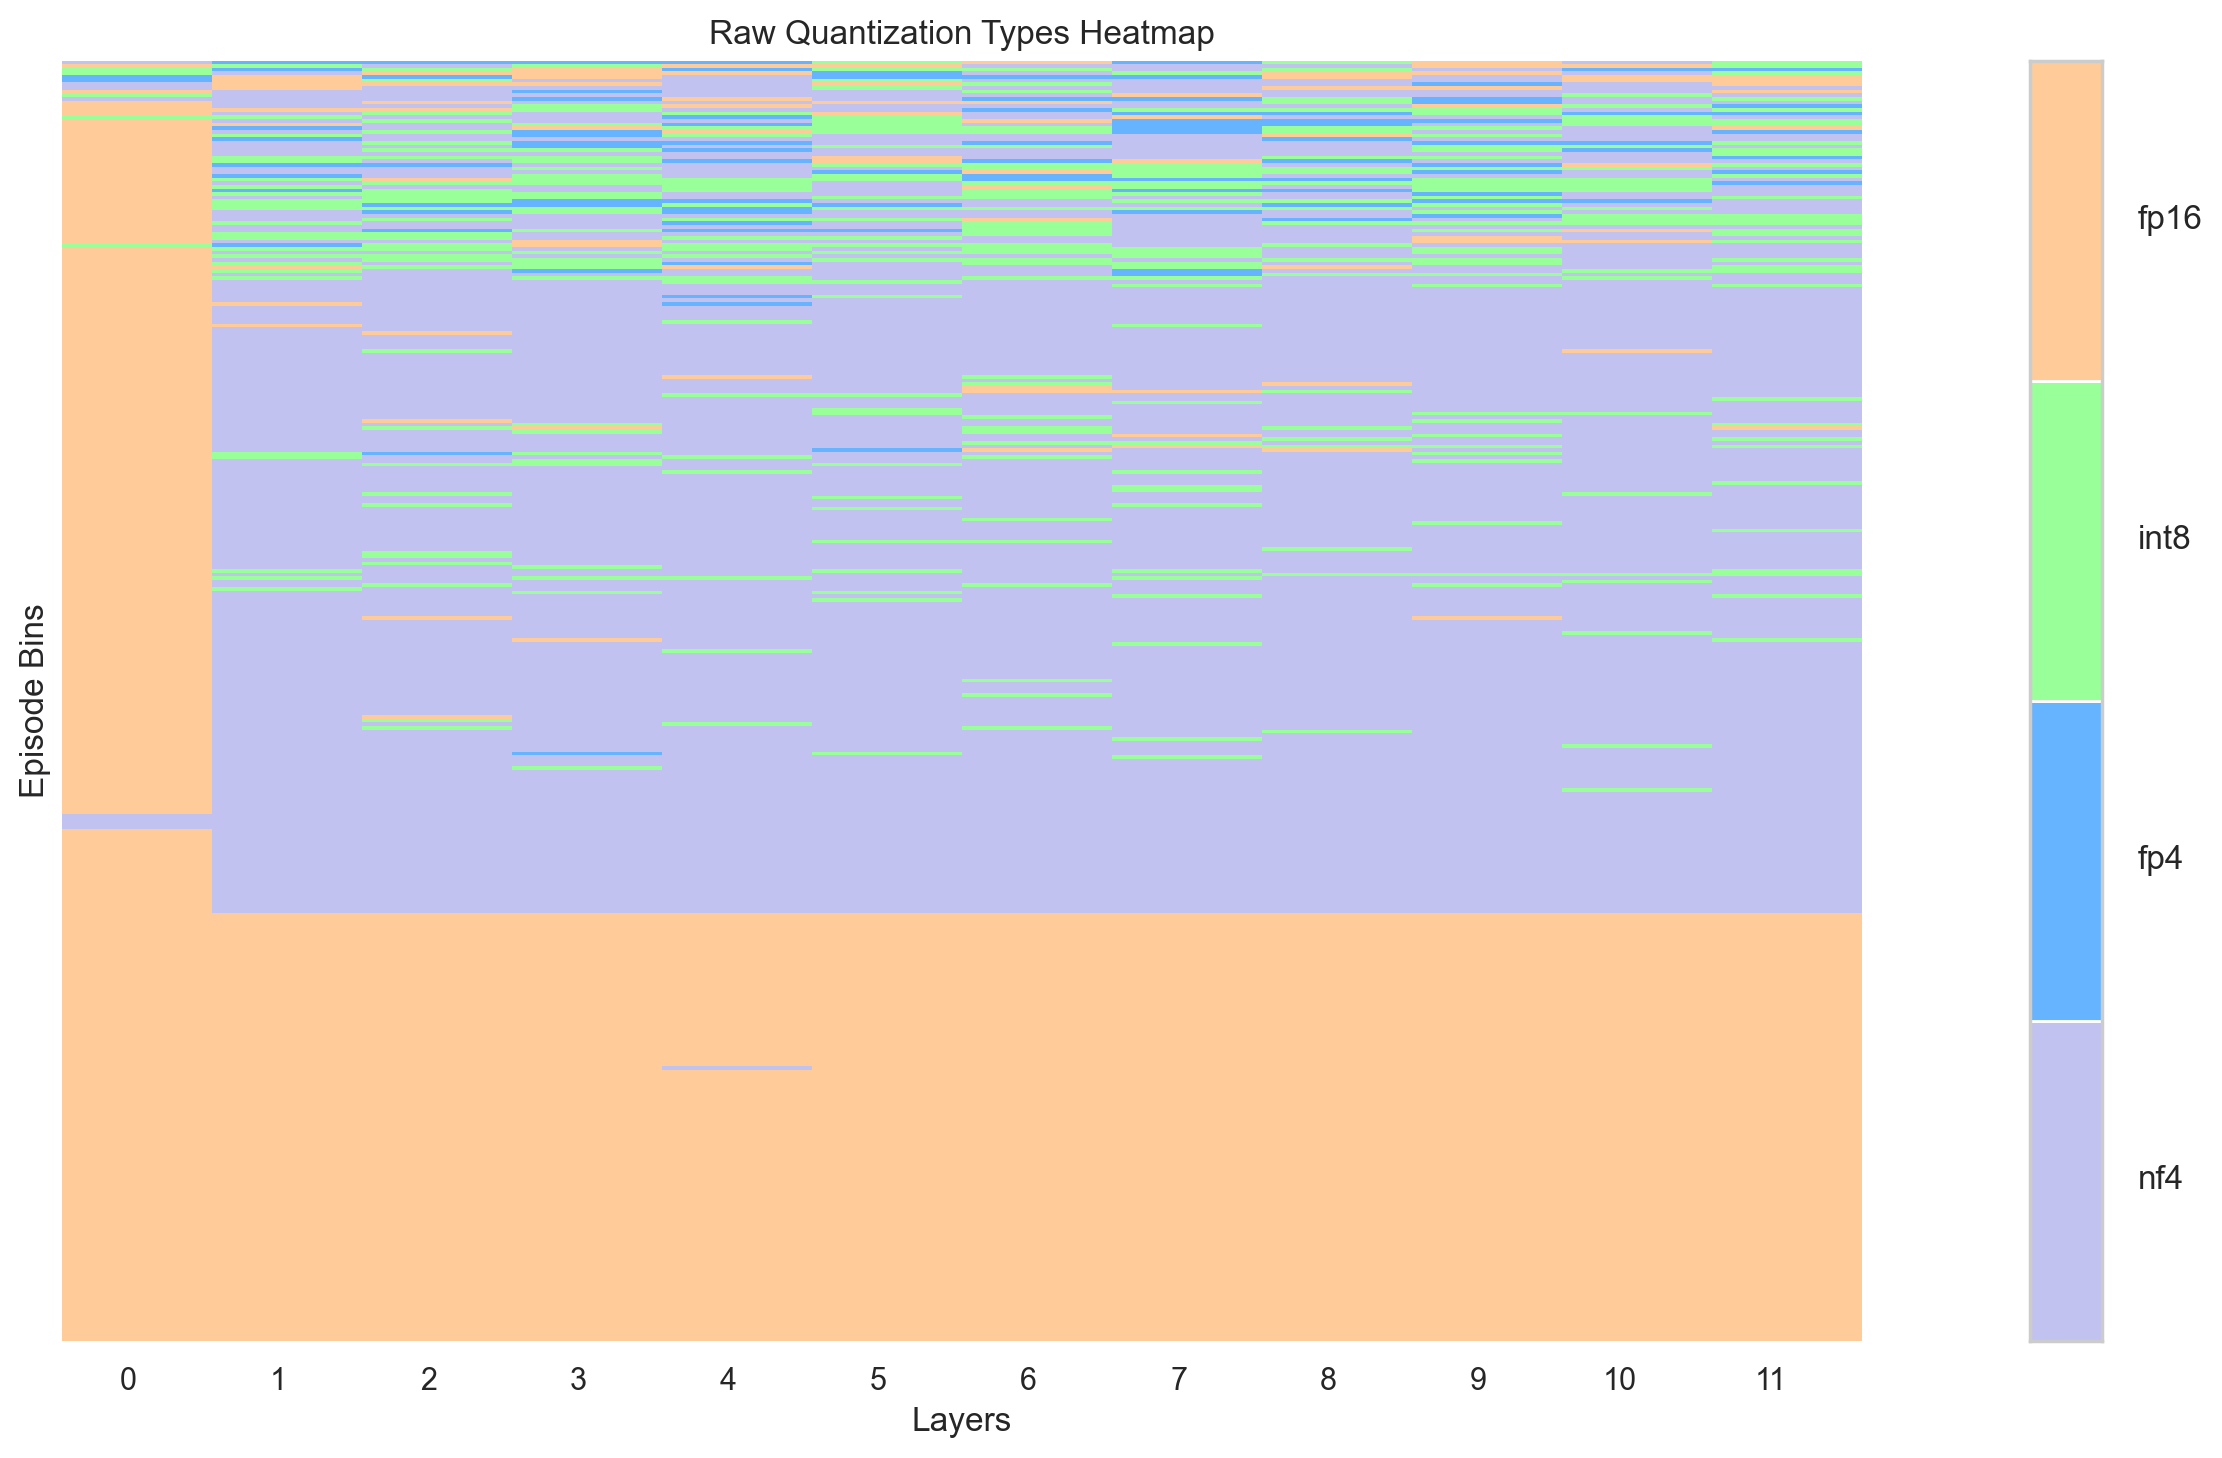 Raw Quantization Types Heatmap
Episode Bins
0 1 2 3 4 5 6 7 8 9 10 11
Layers
fp16
int8
fp4
nf4